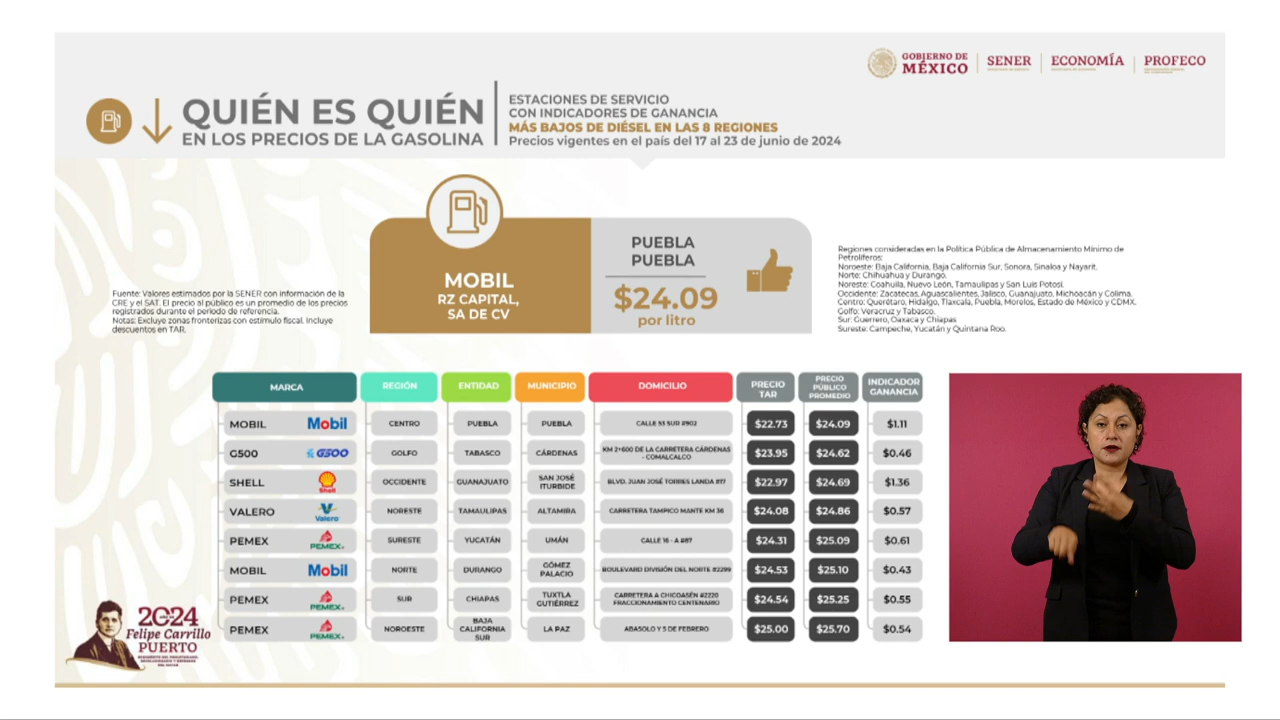 GOBIERNO DE
MÉXICO
SENER
ECONOMÍA
PROFECO
QUIÉN ES QUIÉN
EN LOS PRECIOS DE LA GASOLINA
ESTACIONES DE SERVICIO
CON INDICADORES DE GANANCIA
MÁS BAJOS DE DIÉSEL EN LAS 8 REGIONES
Precios vigentes en el país del 17 al 23 de junio de 2024
MOBIL
RZ CAPITAL,
SA DE CV
PUEBLA
PUEBLA
$24.09
por litro
Fuente: Valores estimados por la SENER con información de la
CRE y el SAT. El precio al público es un promedio de los precios
registrados durante el periodo de referencia.
Notas: Excluye zonas fronterizas con estímulo fiscal. Incluye
descuentos en TAR.
Regiones consideradas en la Política Pública de Almacenamiento Mínimo de
Petrolíferos:
Noroeste: Baja California, Baja California Sur, Sonora, Sinaloa y Nayarit.
Norte: Chihuahua y Durango.
Noreste: Coahuila, Nuevo León, Tamaulipas y San Luis Potosí.
Occidente: Zacatecas, Aguascalientes, Jalisco, Guanajuato, Michoacán y Colima.
Centro: Querétaro, Hidalgo, Tlaxcala, Puebla, Morelos, Estado de México y CDMX.
Golfo: Veracruz y Tabasco.
Sur: Guerrero, Oaxaca y Chiapas
Sureste: Campeche, Yucatán y Quintana Roo.
MARCA REGIÓN ENTIDAD MUNICIPIO DOMICILIO PRECIO TAR PRECIO PÚBLICO PROMEDIO INDICADOR GANANCIA
MOBIL Mobil CENTRO PUEBLA PUEBLA CALLE 93 SUR #902 $22.73 $24.09 $1.11
G500 G500 GOLFO TABASCO CÁRDENAS KM 2+600 DE LA CARRETERA CÁRDENAS - COMALCALCO $23.95 $24.62 $0.46
SHELL Shell OCCIDENTE GUANAJUATO SAN JOSÉ ITURBIDE BLVD. JUAN JOSÉ TORRES LANDA #17 $22.97 $24.69 $1.36
VALERO Valero NORESTE TAMAULIPAS ALTAMIRA CARRETERA TAMPICO MANTE KM 36 $24.08 $24.86 $0.57
PEMEX PEMEX SURESTE YUCATÁN UMÁN CALLE 16 - A #87 $24.31 $25.09 $0.61
MOBIL Mobil NORTE DURANGO GÓMEZ PALACIO BOULEVARD DIVISIÓN DEL NORTE #2299 $24.53 $25.10 $0.43
PEMEX PEMEX SUR CHIAPAS TUXTLA GUTIÉRREZ CARRETERA A CHICOASÉN #2220 FRACCIONAMIENTO CENTENARIO $24.54 $25.25 $0.55
PEMEX PEMEX NOROESTE BAJA CALIFORNIA SUR LA PAZ ABASOLO Y 5 DE FEBRERO $25.00 $25.70 $0.54
2024
Felipe Carrillo
PUERTO